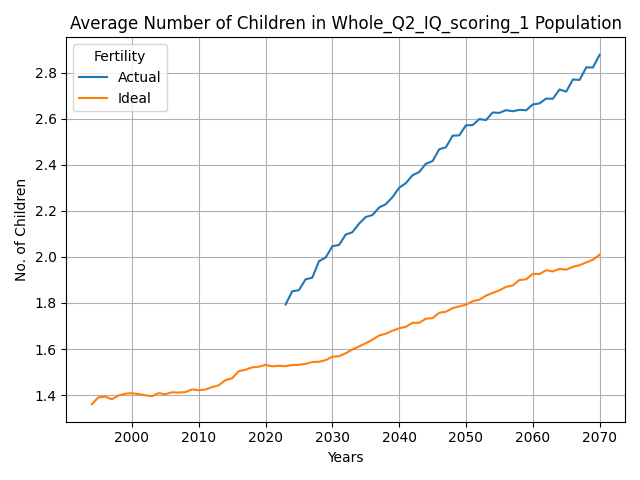 Average Number of Children in Whole_Q2_IQ_scoring_1 Population
Fertility
Actual
Ideal
No. of Children
2.8
2.6
2.4
2.2
2.0
1.8
1.6
1.4
2000 2010 2020 2030 2040 2050 2060 2070
Years